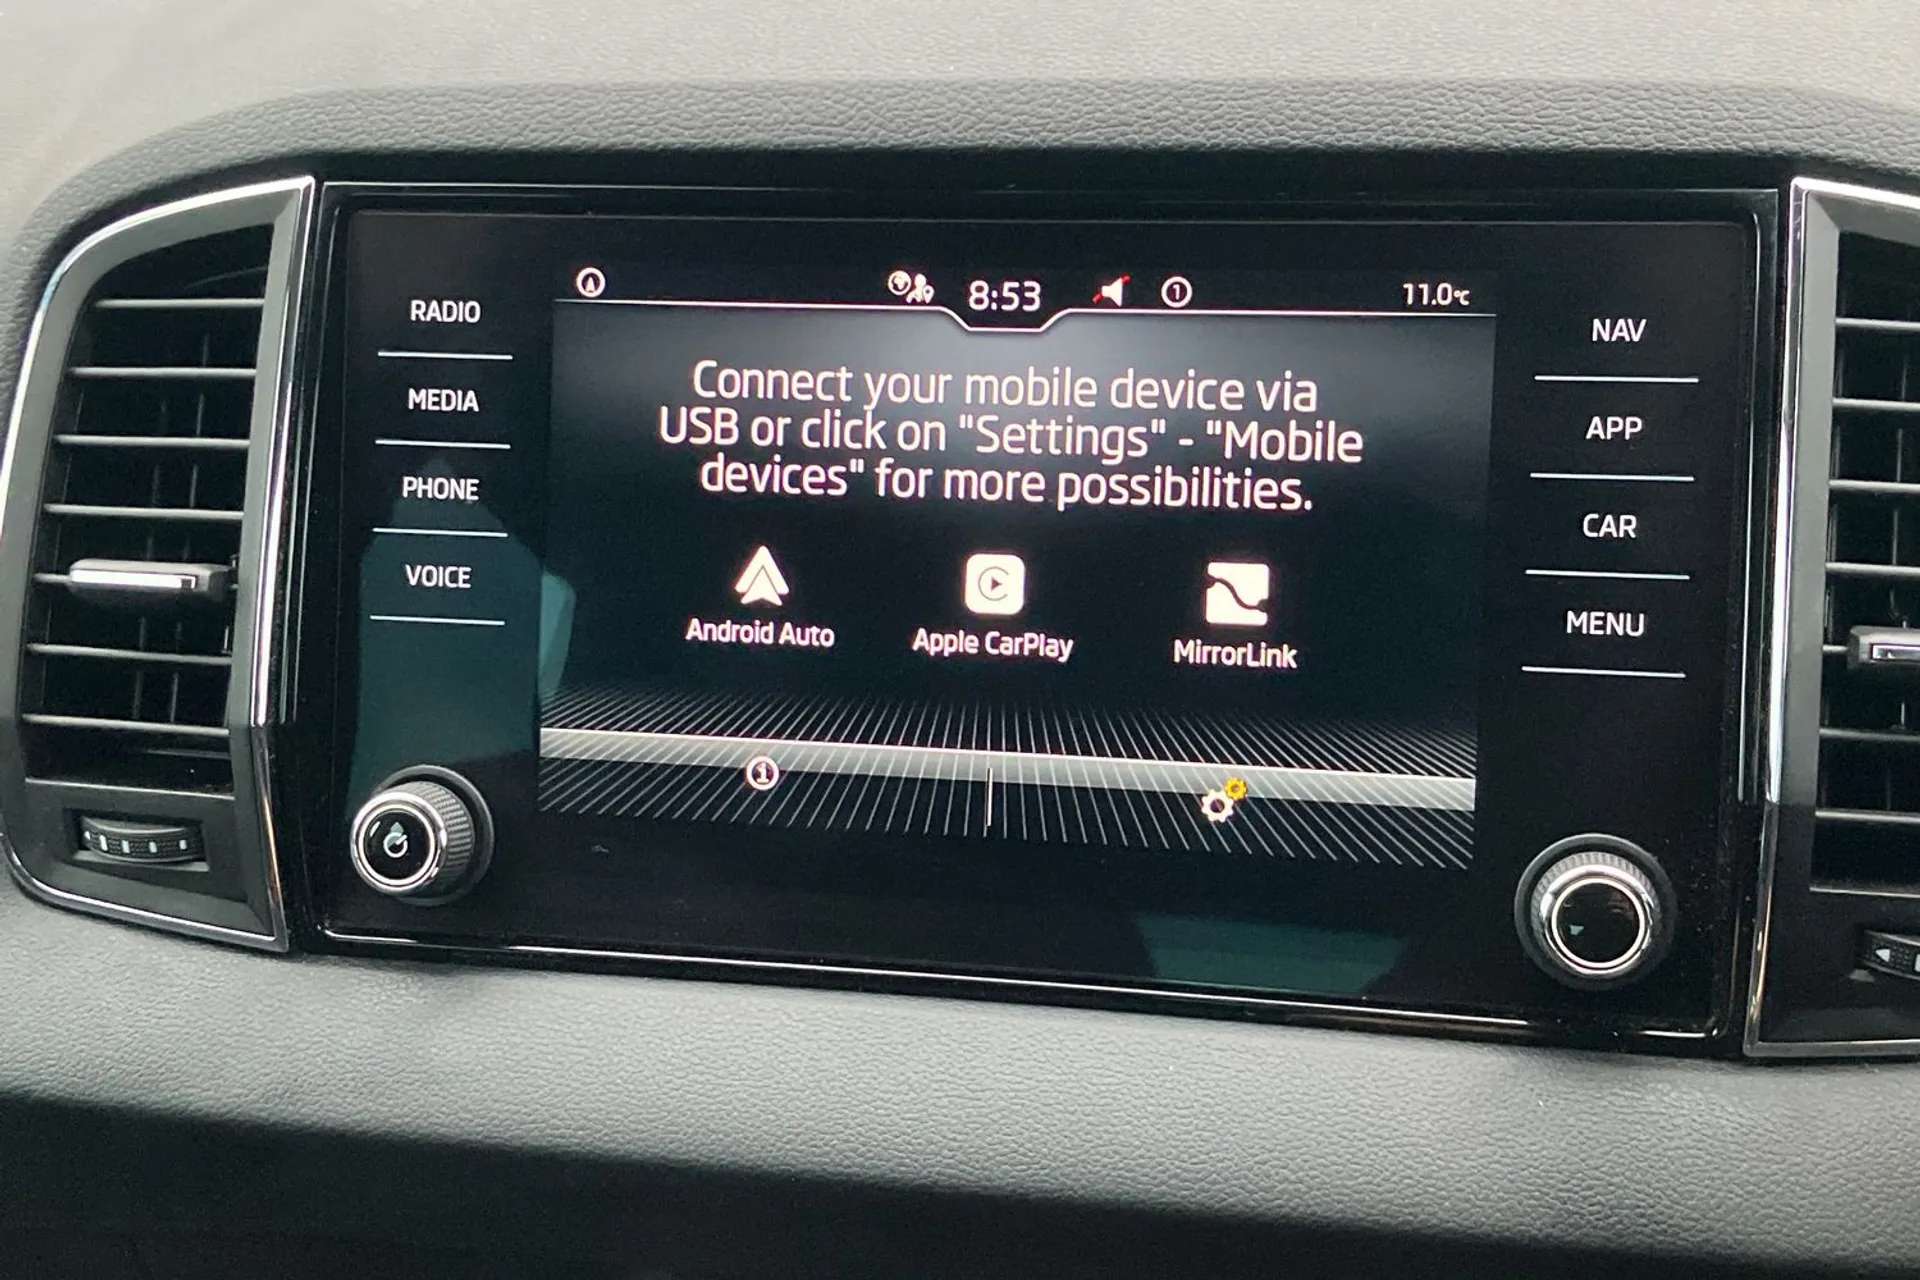 8:53
1
11.0°C
RADIO
MEDIA
PHONE
VOICE
Connect your mobile device via
USB or click on "Settings" - "Mobile
devices" for more possibilities.
Android Auto
Apple CarPlay
MirrorLink
i
NAV
APP
CAR
MENU